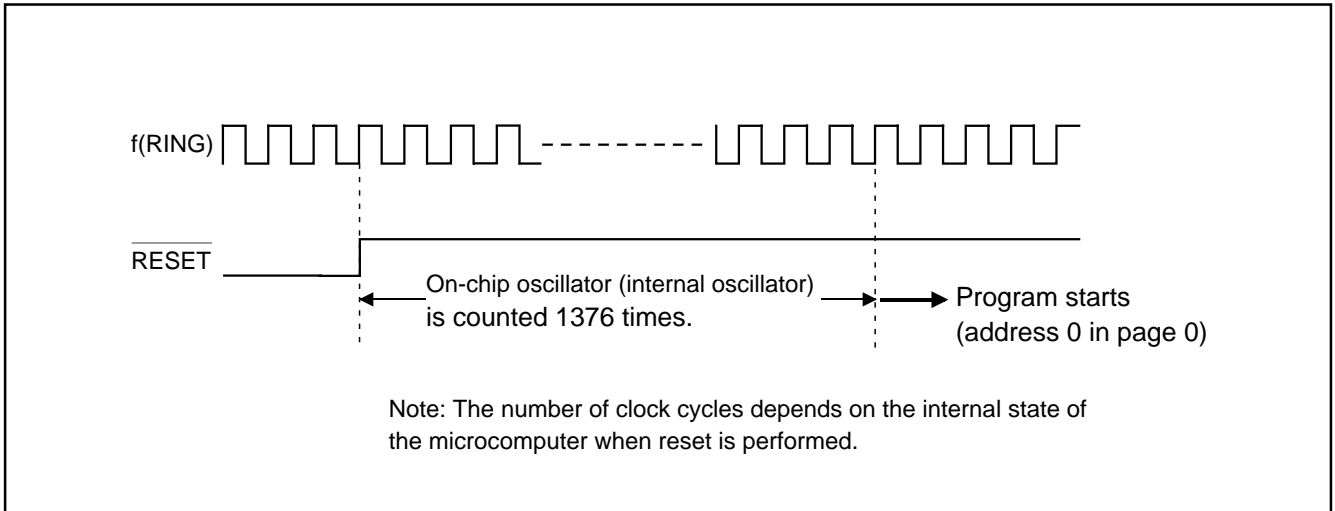 f(RING)
RESET
On-chip oscillator (internal oscillator)
is counted 1376 times.
Program starts
(address 0 in page 0)
Note: The number of clock cycles depends on the internal state of
the microcomputer when reset is performed.